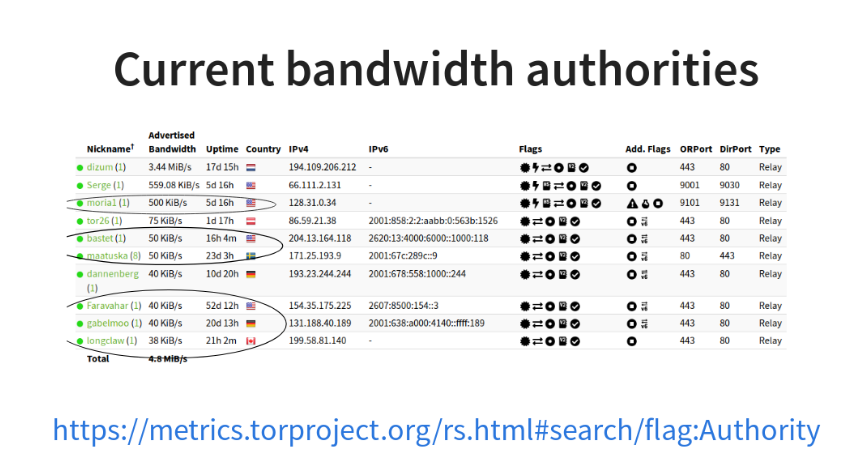 Current bandwidth authorities
Advertised
Nickname† Bandwidth Uptime Country IPv4 IPv6 Flags Add. Flags ORPort DirPort Type
dizum (1) 3.44 MiB/s 17d 15h 194.109.206.212 - 443 80 Relay
Serge (1) 559.08 KiB/s 5d 16h 66.111.2.131 - 9001 9030 Relay
moria1 (1) 500 KiB/s 5d 16h 128.31.0.34 - 9101 9131 Relay
tor26 (1) 75 KiB/s 1d 17h 86.59.21.38 2001:858:2:2:aabb:0:563b:1526 443 80 Relay
bastet (1) 50 KiB/s 16h 4m 204.13.164.118 2620:13:4000:6000::1000:118 443 80 Relay
maatuska (8) 50 KiB/s 23d 3h 171.25.193.9 2001:67c:289c::9 80 443 Relay
dannenberg 40 KiB/s 10d 20h 193.23.244.244 2001:678:558:1000::244 443 80 Relay
(1)
Faravahar (1) 40 KiB/s 52d 12h 154.35.175.225 2607:8500:154::3 443 80 Relay
gabelmoo (1) 40 KiB/s 20d 13h 131.188.40.189 2001:638:a000:4140::ffff:189 443 80 Relay
longclaw (1) 38 KiB/s 21h 2m 199.58.81.140 - 443 80 Relay
Total 4.8 MiB/s
https://metrics.torproject.org/rs.html#search/flag:Authority